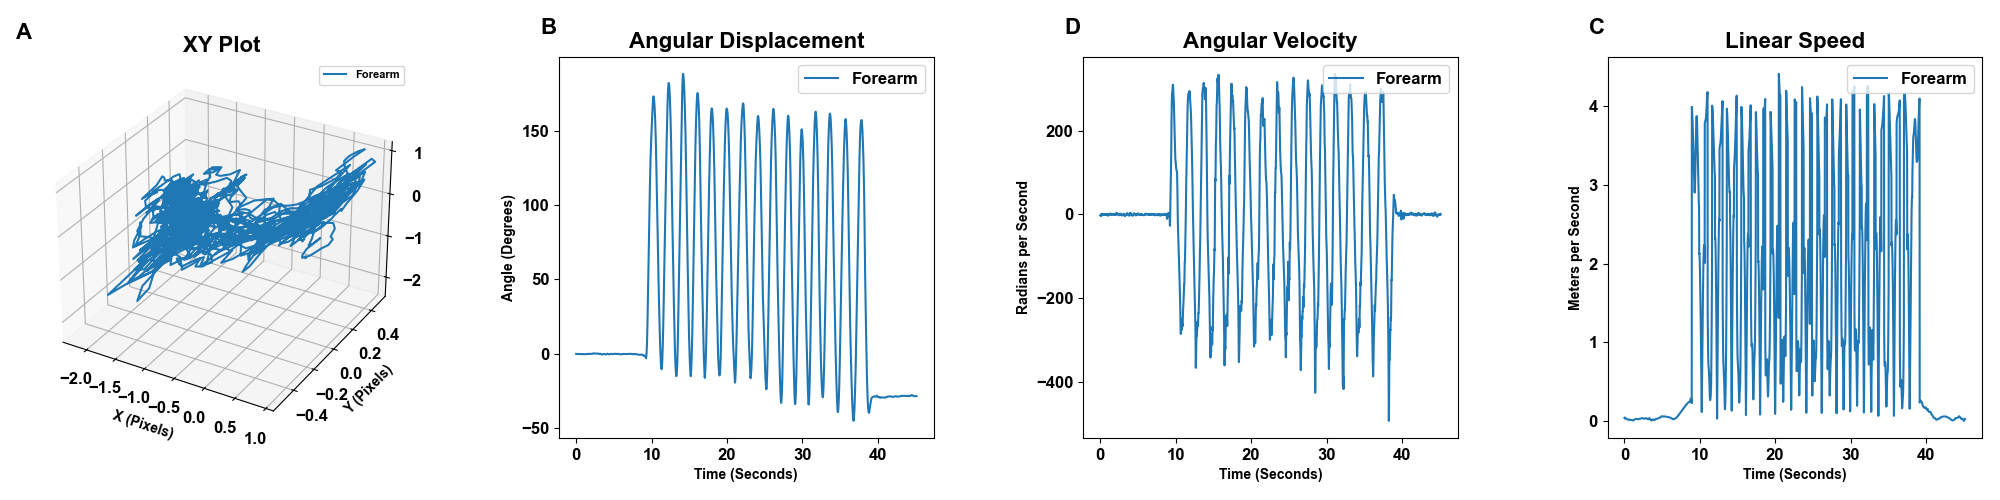 A
XY Plot
Forearm
1
0
−1
−2
−2.0
−1.5
−1.0
−0.5
0.0
0.5
1.0
X (Pixels)
−0.4
−0.2
0.0
0.2
0.4
Y (Pixels)
B
Angular Displacement
Forearm
150
100
50
0
−50
Angle (Degrees)
0 10 20 30 40
Time (Seconds)
D
Angular Velocity
Forearm
200
0
−200
−400
Radians per Second
0 10 20 30 40
Time (Seconds)
C
Linear Speed
Forearm
4
3
2
1
0
Meters per Second
0 10 20 30 40
Time (Seconds)